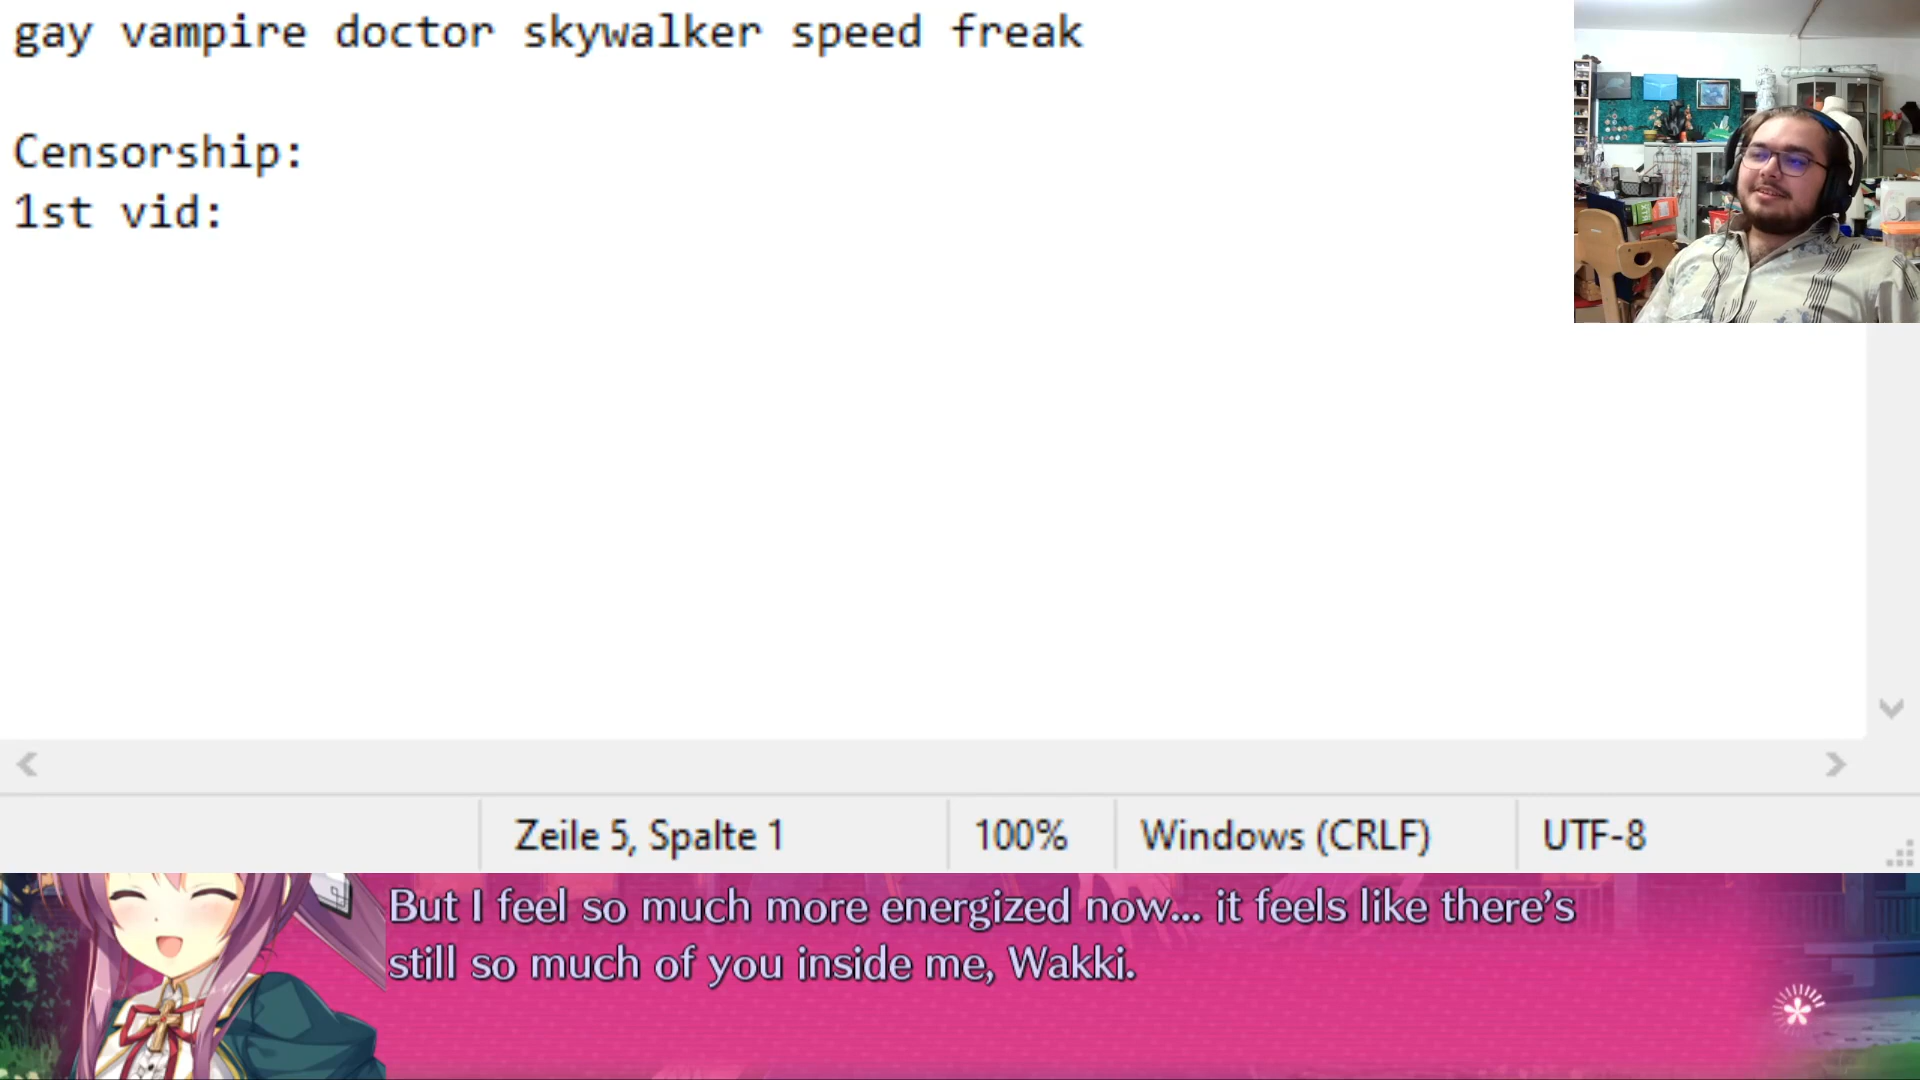 gay vampire doctor skywalker speed freak
Censorship:
1st vid:
Zeile 5, Spalte 1
100%
Windows (CRLF)
UTF-8
But I feel so much more energized now... it feels like there’s
still so much of you inside me, Wakki.